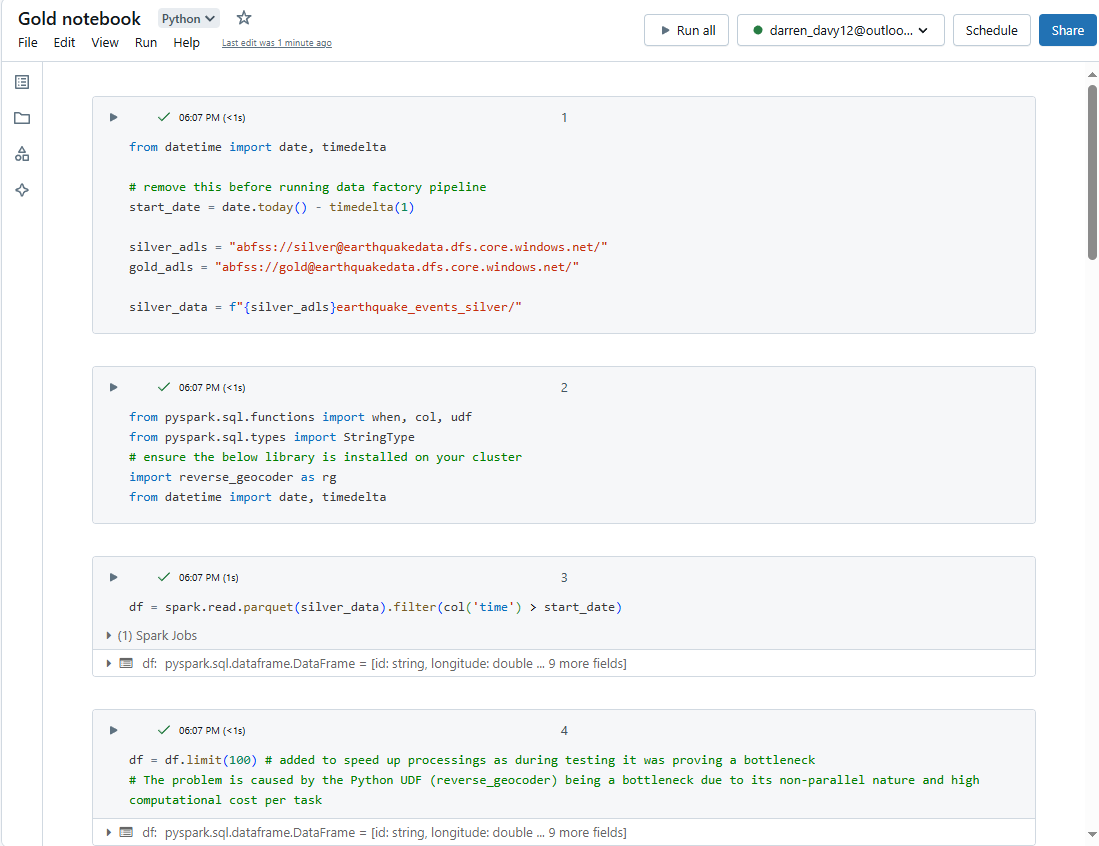 Gold notebook Python
File Edit View Run Help Last edit was 1 minute ago
Run all darren_davy12@outloo... Schedule Share
06:07 PM (<1s) 1
from datetime import date, timedelta
# remove this before running data factory pipeline
start_date = date.today() - timedelta(1)
silver_adls = "abfss://silver@earthquakedata.dfs.core.windows.net/"
gold_adls = "abfss://gold@earthquakedata.dfs.core.windows.net/"
silver_data = f"{silver_adls}earthquake_events_silver/"
06:07 PM (<1s) 2
from pyspark.sql.functions import when, col, udf
from pyspark.sql.types import StringType
# ensure the below library is installed on your cluster
import reverse_geocoder as rg
from datetime import date, timedelta
06:07 PM (1s) 3
df = spark.read.parquet(silver_data).filter(col('time') > start_date)
(1) Spark Jobs
df: pyspark.sql.dataframe.DataFrame = [id: string, longitude: double ... 9 more fields]
06:07 PM (<1s) 4
df = df.limit(100) # added to speed up processings as during testing it was proving a bottleneck
# The problem is caused by the Python UDF (reverse_geocoder) being a bottleneck due to its non-parallel nature and high
computational cost per task
df: pyspark.sql.dataframe.DataFrame = [id: string, longitude: double ... 9 more fields]